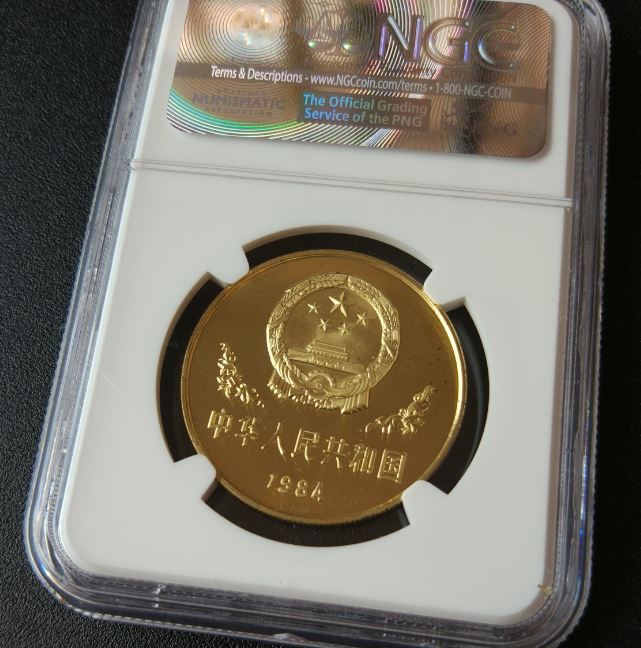 NGC
Terms & Descriptions - www.NGCcoin.com/terms • 1-800-NGC-COIN
NUMISMATIC
The Official Grading
Service of the PNG
中华人民共和国
1984